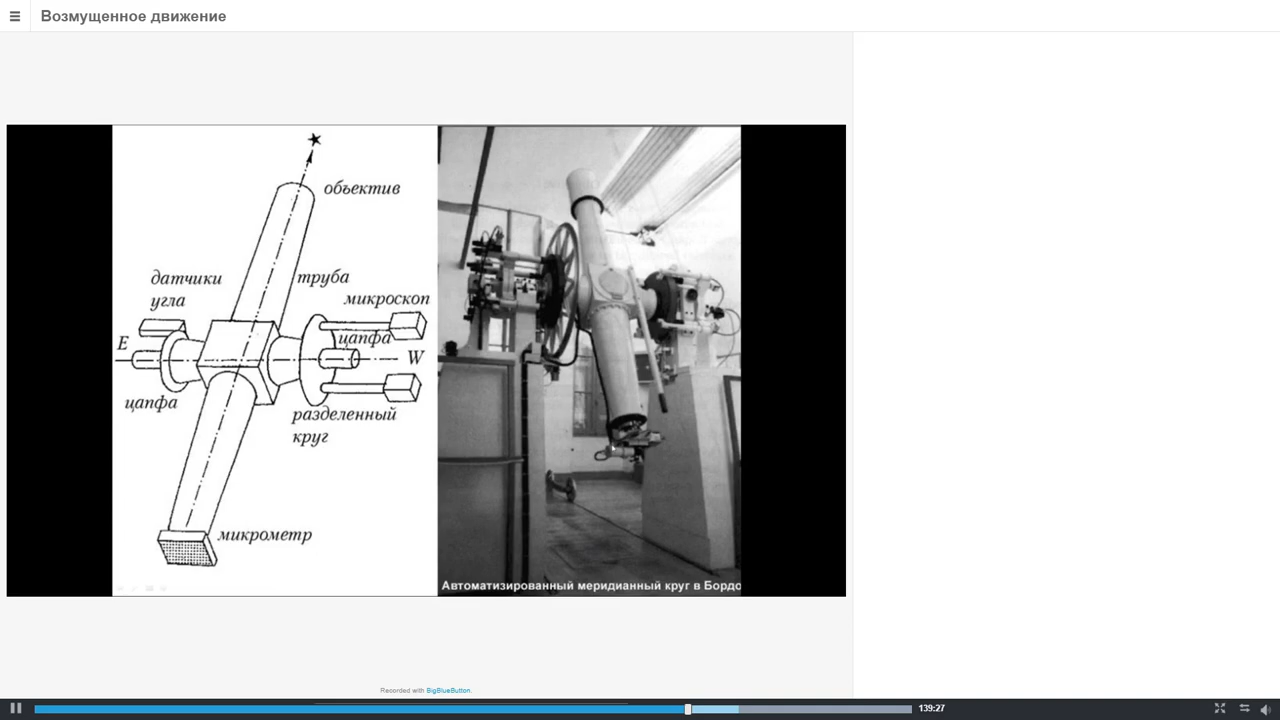 Возмущенное движение
объектив
датчики
угла
труба
микроскоп
цапфа
E
W
цапфа
разделенный
круг
микрометр
Автоматизированный меридианный круг в Бордо
Recorded with BigBlueButton.
139:27